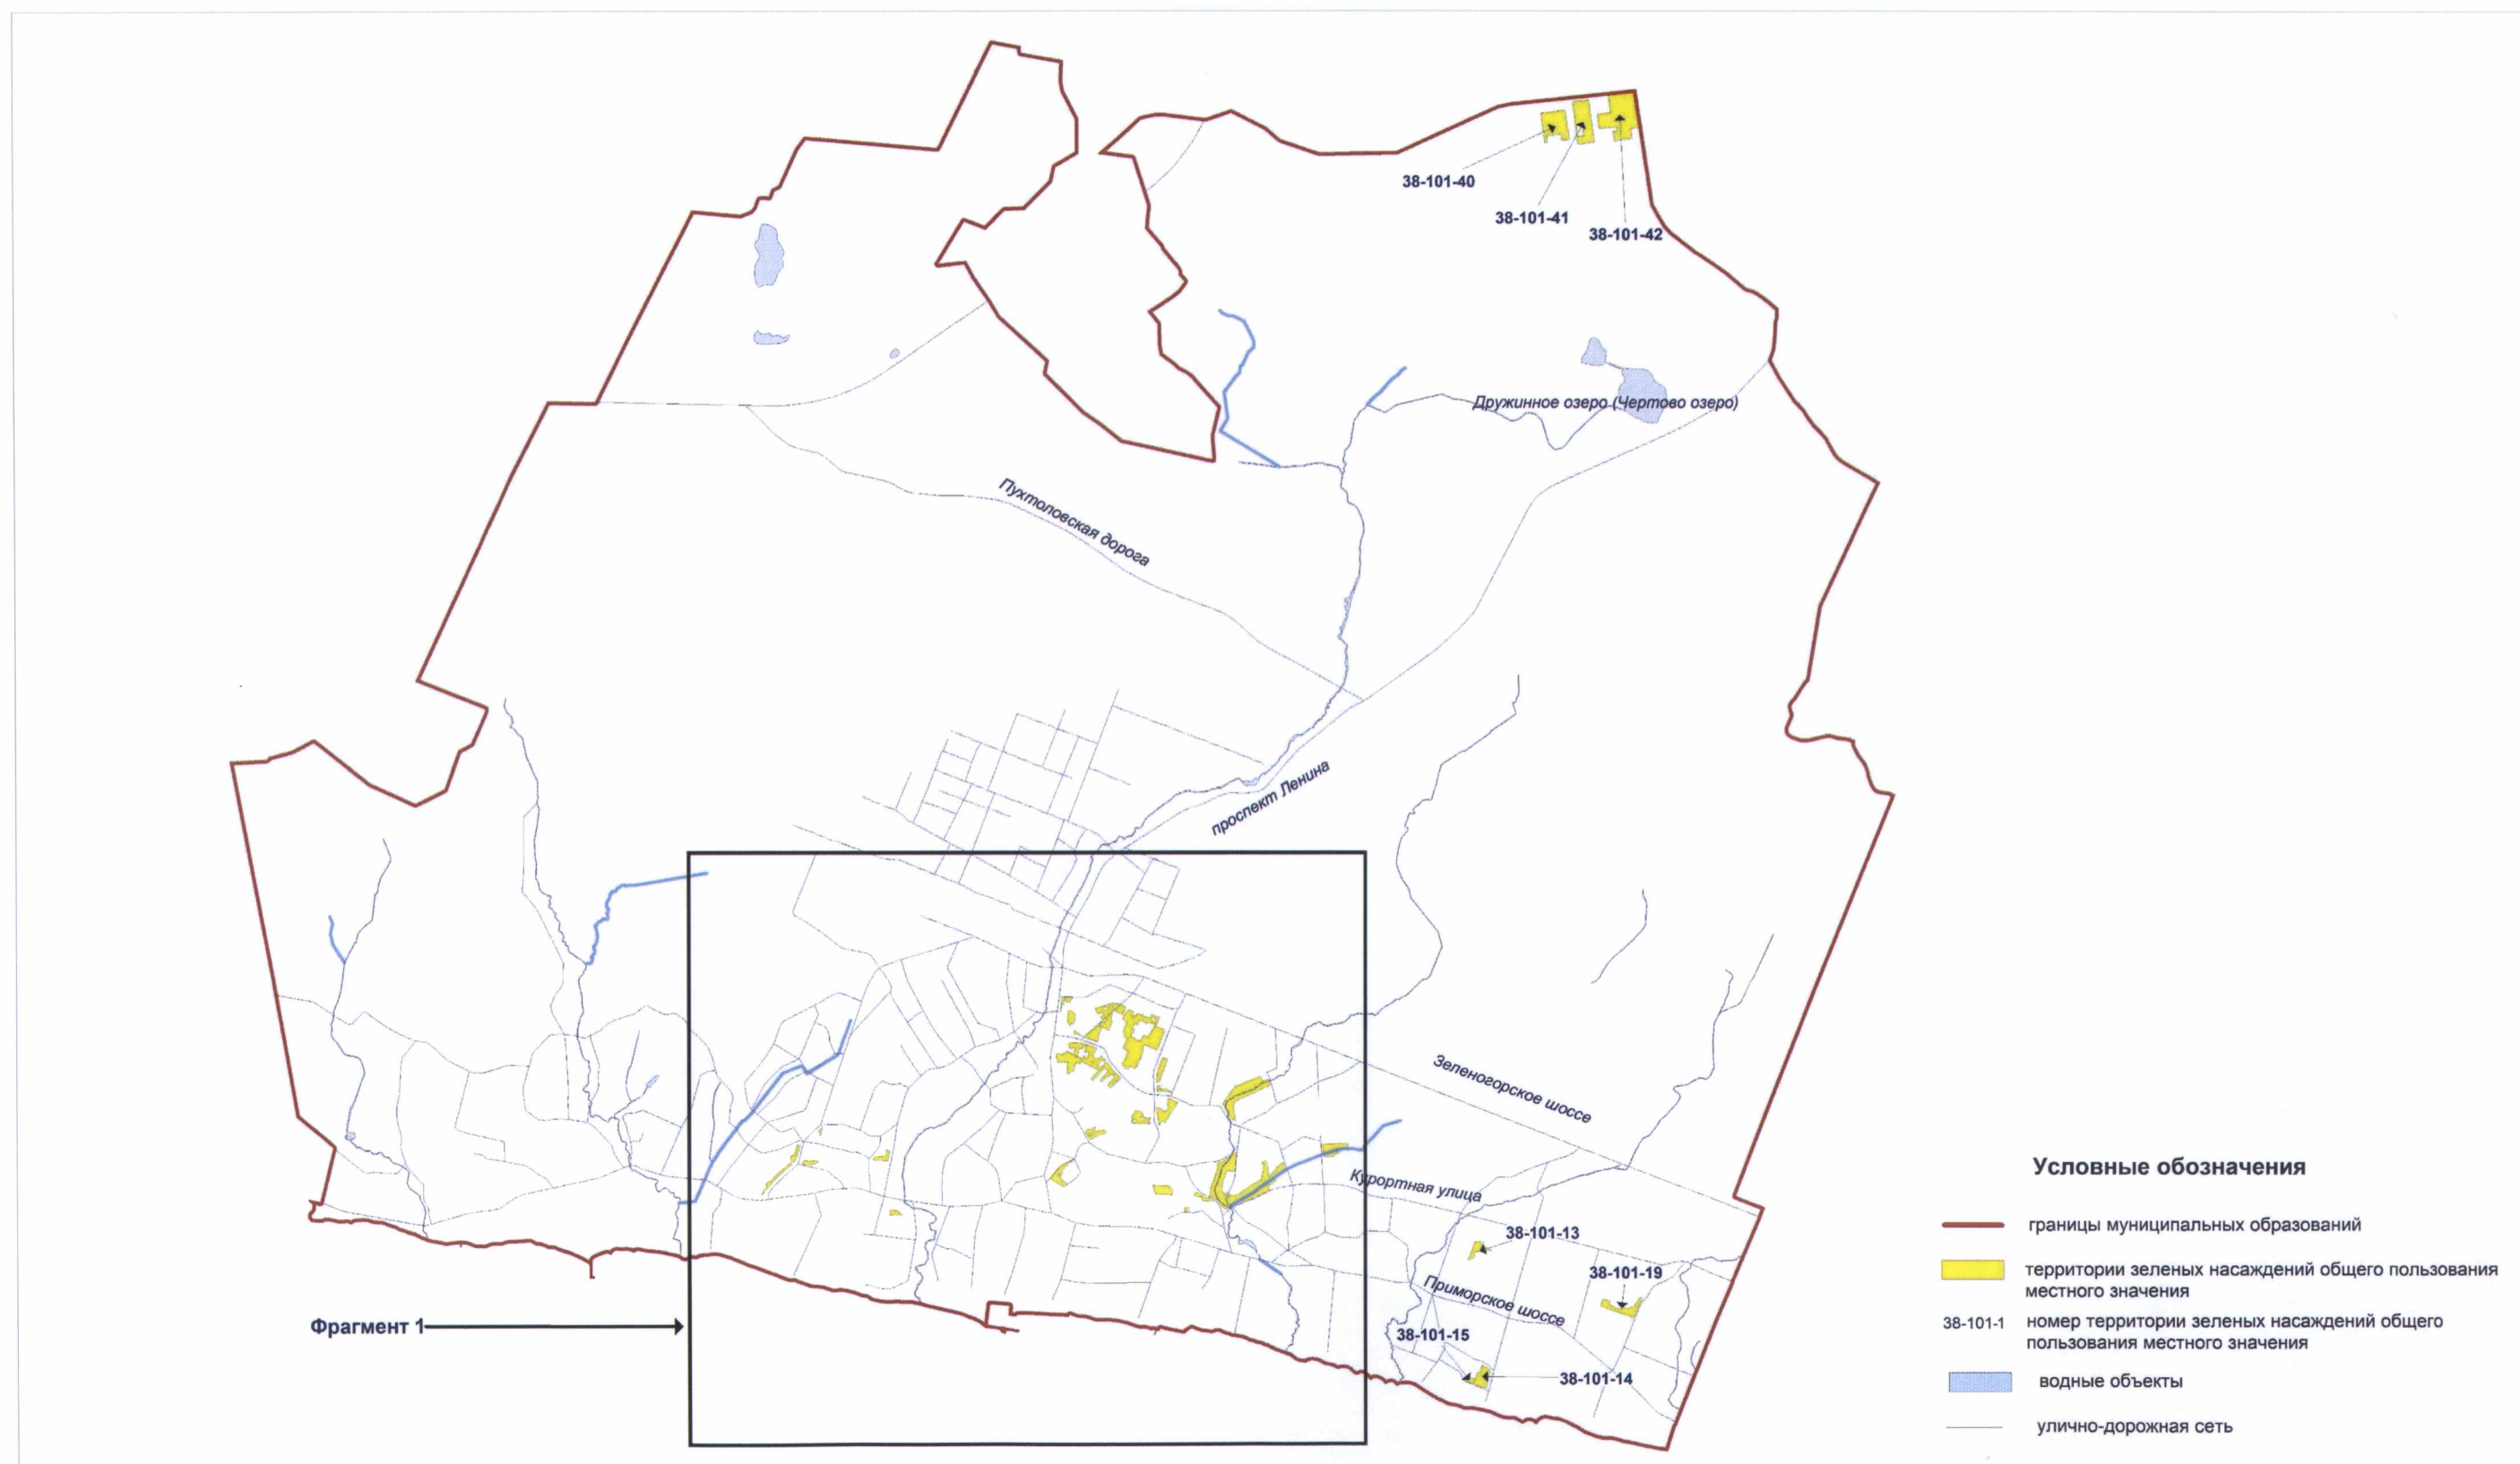 38-101-40
38-101-41
38-101-42
Дружинное озеро (Чертово озеро)
Пухтоловская дорога
проспект Ленина
Зеленогорское шоссе
Курортная улица
38-101-13
38-101-19
Приморское шоссе
38-101-15
38-101-14
Фрагмент 1
Условные обозначения
границы муниципальных образований
территории зеленых насаждений общего пользования
местного значения
38-101-1 номер территории зеленых насаждений общего
пользования местного значения
водные объекты
улично-дорожная сеть